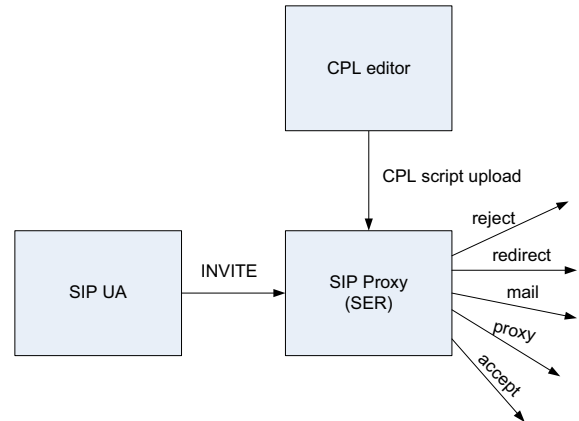 CPL editor
CPL script upload
reject
redirect
INVITE
SIP UA
SIP Proxy
(SER)
mail
proxy
accept